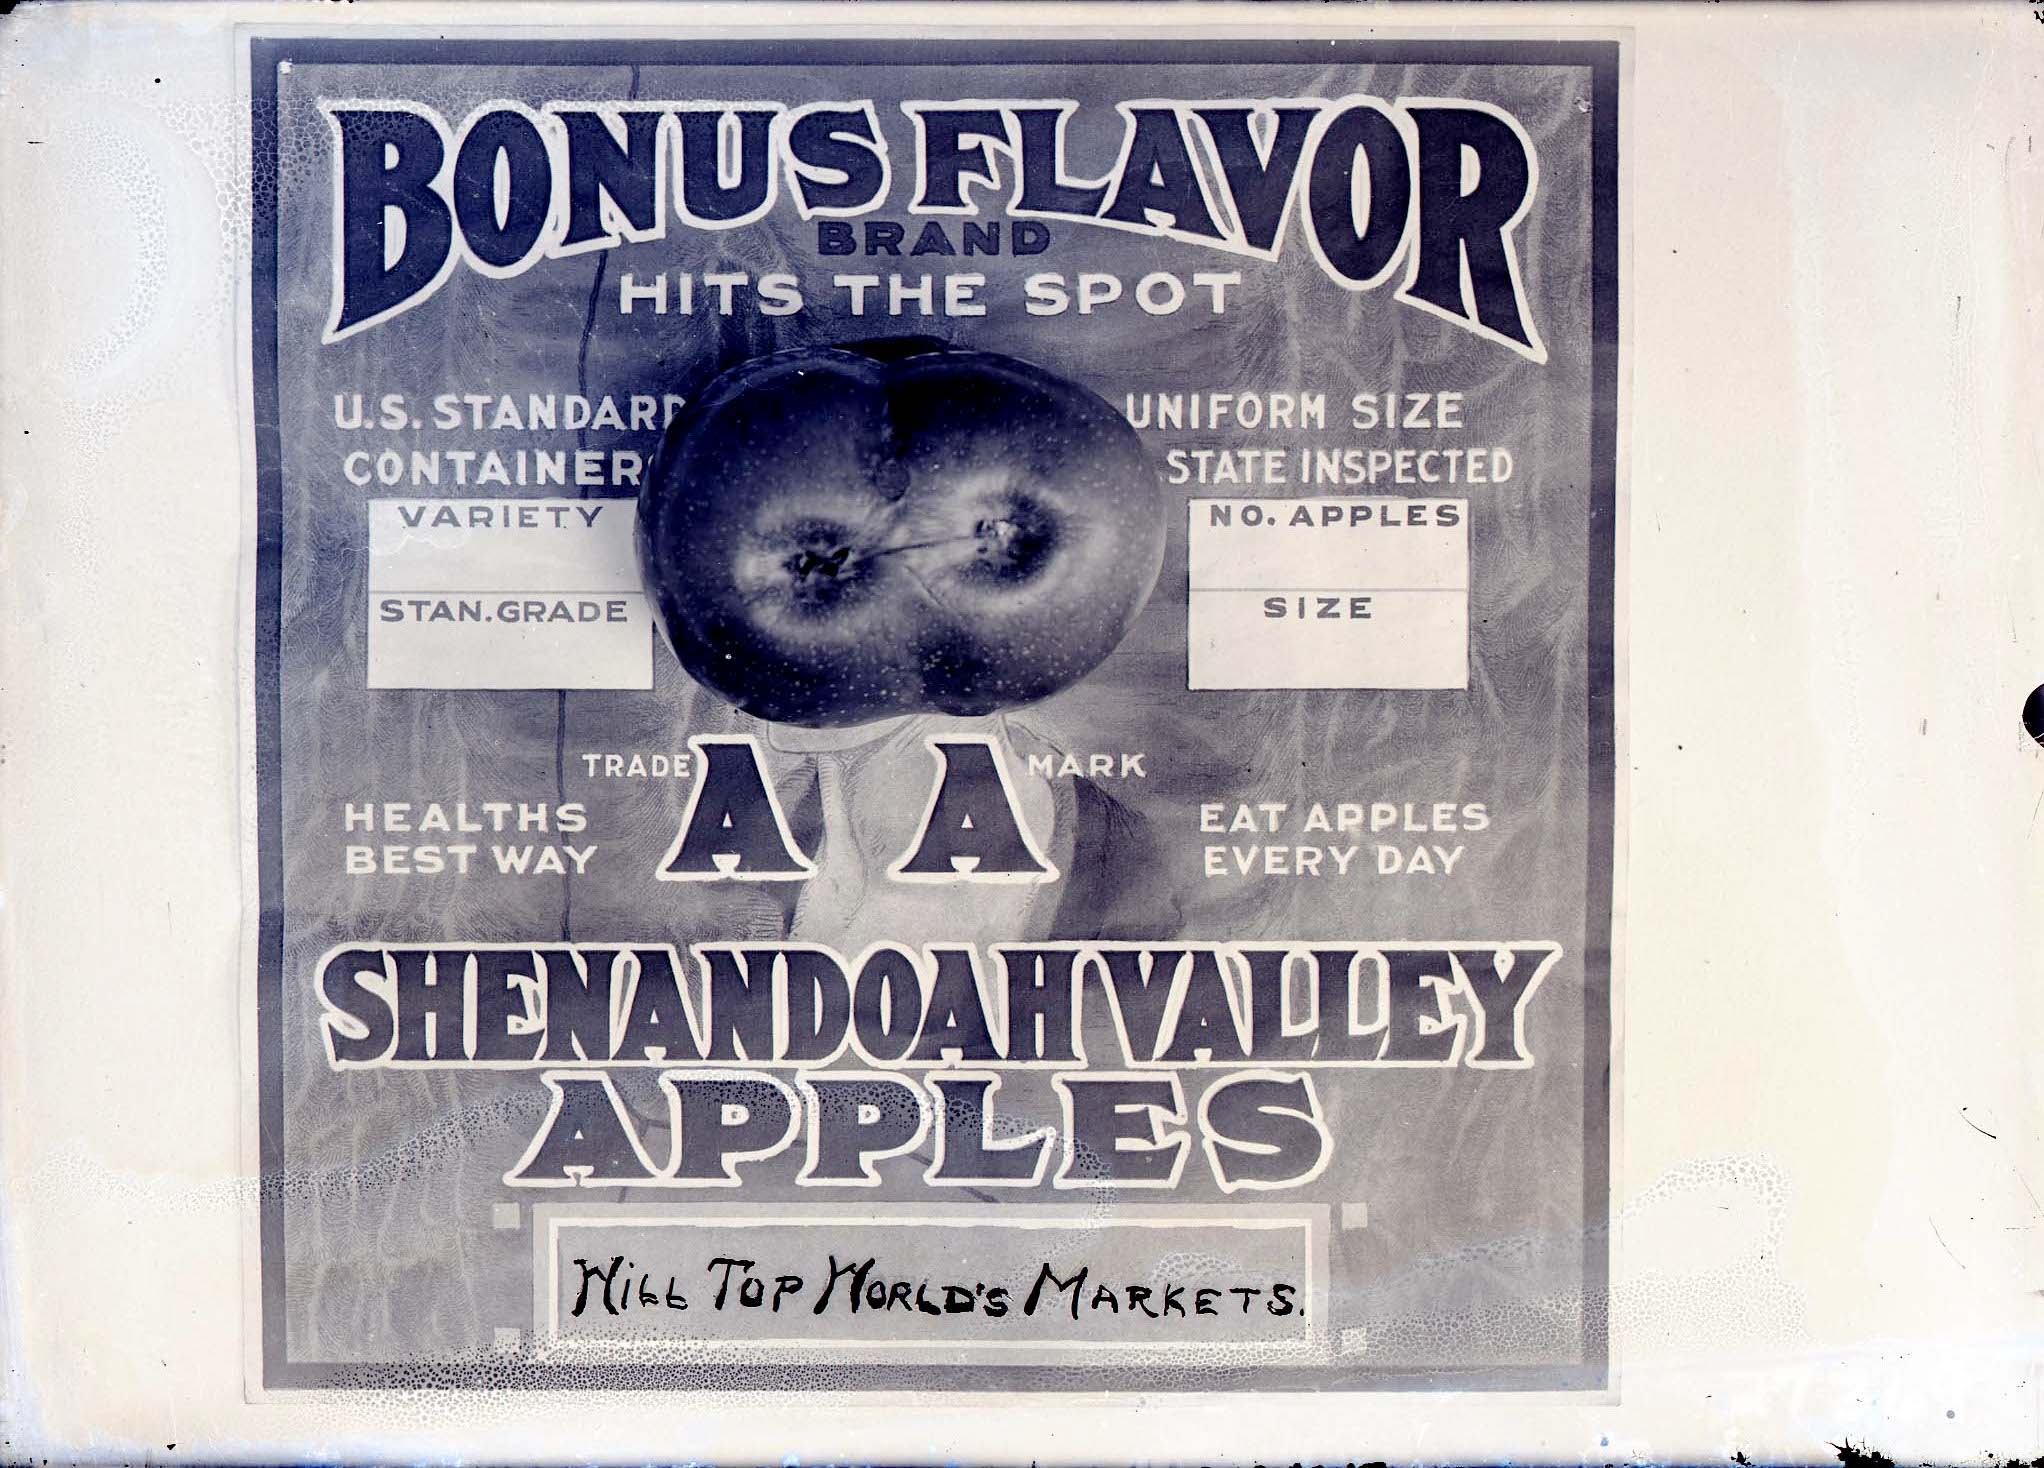 BONUS FLAVOR
BRAND
HITS THE SPOT
U.S. STANDARD
CONTAINER
UNIFORM SIZE
STATE INSPECTED
VARIETY
STAN. GRADE
NO. APPLES
SIZE
TRADE A A MARK
HEALTHS
BEST WAY
EAT APPLES
EVERY DAY
SHENANDOAH VALLEY
APPLES
HILL TOP WORLD'S MARKETS.